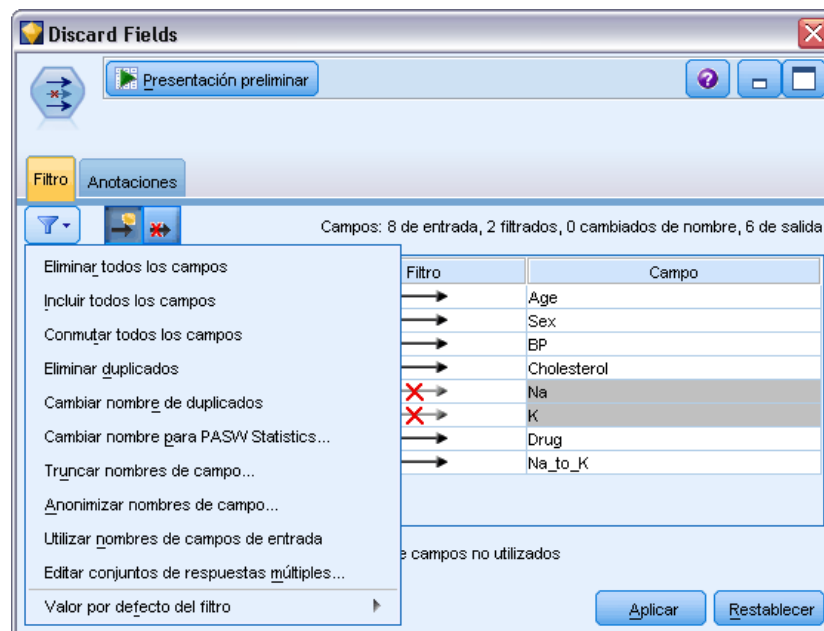 Discard Fields
Presentación preliminar
Filtro
Anotaciones
Campos: 8 de entrada, 2 filtrados, 0 cambiados de nombre, 6 de salida
Eliminar todos los campos
Incluir todos los campos
Conmutar todos los campos
Eliminar duplicados
Cambiar nombre de duplicados
Cambiar nombre para PASW Statistics...
Truncar nombres de campo...
Anonimizar nombres de campo...
Utilizar nombres de campos de entrada
Editar conjuntos de respuestas múltiples...
Valor por defecto del filtro
Filtro
Campo
Age
Sex
BP
Cholesterol
Na
K
Drug
Na_to_K
campos no utilizados
Aplicar
Restablecer